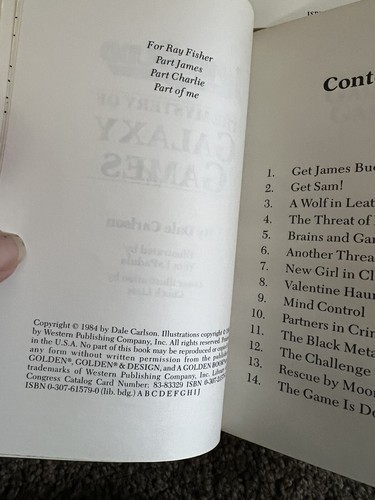 For Ray Fisher
Part James
Part Charlie
Part of me
Copyright © 1984 by Dale Carlson. Illustrations copyright
by Western Publishing Company, Inc. All rights reserved.
in the U.S.A. No part of this book may be reproduced or
any form without written permission from the
GOLDEN®, GOLDEN® & DESIGN, and A GOLDEN
trademarks of Western Publishing Company, Inc.
Congress Catalog Card Number: 83-83329 ISBN 0-307-
ISBN 0-307-61579-0 (lib. bdg.) A B C D E F G H I J
Cont
1. Get James Bu
2. Get Sam!
3. A Wolf in Leat
4. The Threat of
5. Brains and Gar
6. Another Threa
7. New Girl in Cl
8. Valentine Haun
9. Mind Control
10. Partners in Crim
11. The Black Meta
12. The Challenge
13. Rescue by Moor
14. The Game Is Do